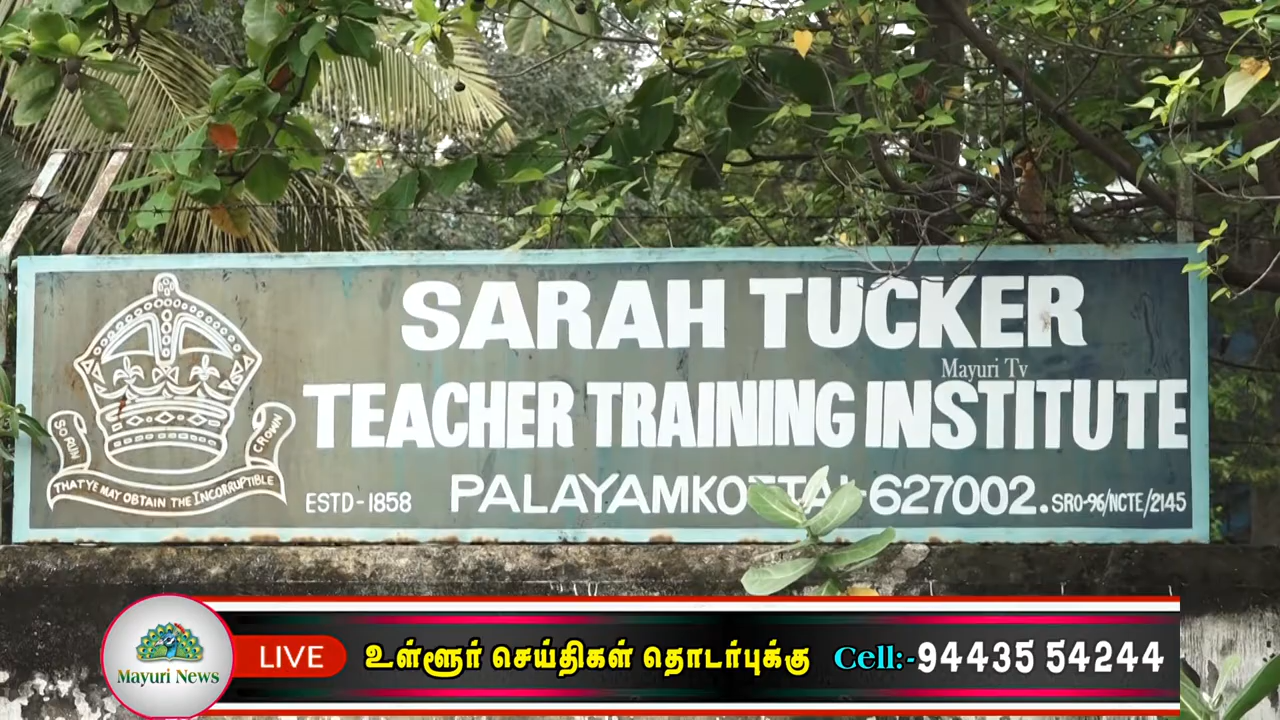 SARAH TUCKER
Mayuri Tv
TEACHER TRAINING INSTITUTE
SO RUN
CROWN
THAT YE MAY OBTAIN THE INCORRUPTIBLE
ESTD-1858
627002.
SRO-96/NCTE/2145
Mayuri News
LIVE
உள்ளூர் செய்திகள் தொடர்புக்கு Cell:-94435 54244